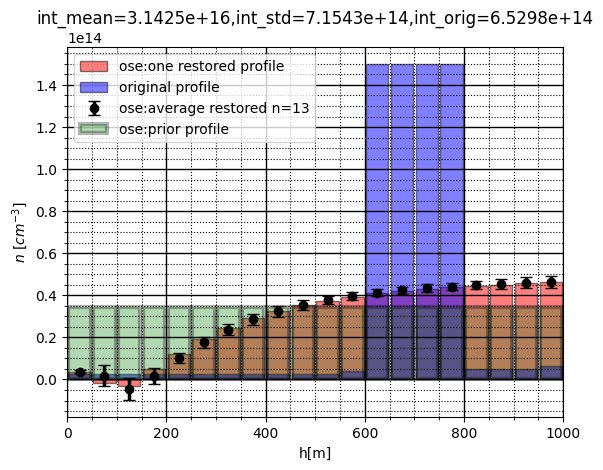 int_mean=3.1425e+16,int_std=7.1543e+14,int_orig=6.5298e+14
1e14
ose:one restored profile
original profile
ose:average restored n=13
ose:prior profile
1.4
1.2
1.0
0.8
0.6
0.4
0.2
0.0
n [cm⁻³]
0 200 400 600 800 1000
h[m]